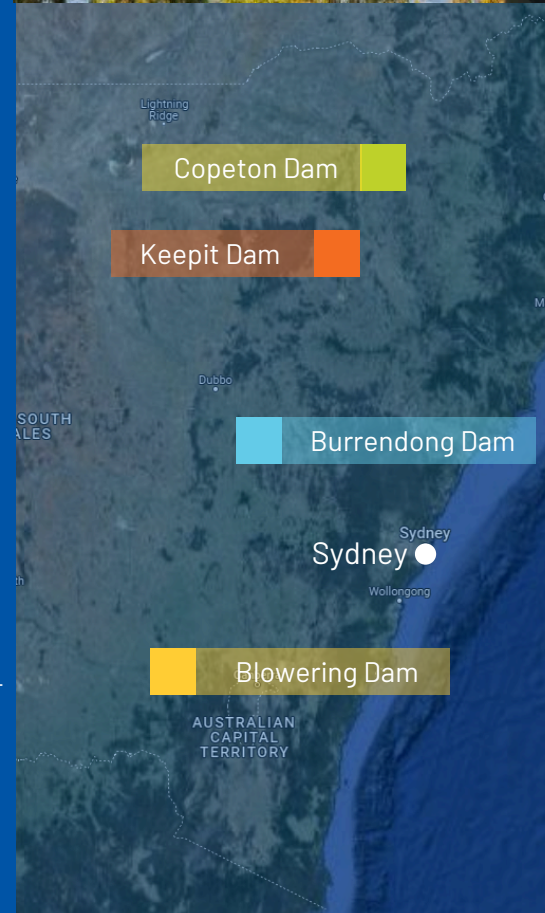 Lightning
Ridge
Copeton Dam
Keepit Dam
Dubbo
SOUTH
ALES
Burrendong Dam
Sydney
Sydney
Wollongong
th
Blowering Dam
AUSTRALIAN
CAPITAL
TERRITORY